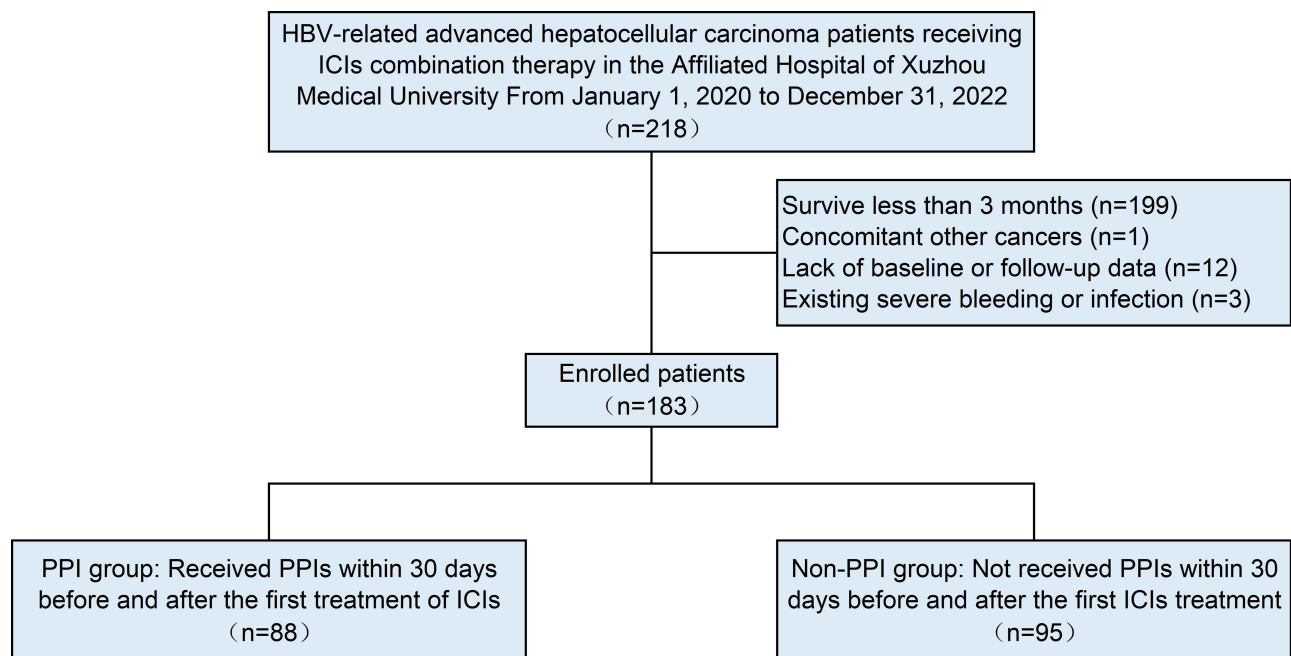 HBV-related advanced hepatocellular carcinoma patients receiving
ICIs combination therapy in the Affiliated Hospital of Xuzhou
Medical University From January 1, 2020 to December 31, 2022
（n=218）
Survive less than 3 months (n=199)
Concomitant other cancers (n=1)
Lack of baseline or follow-up data (n=12)
Existing severe bleeding or infection (n=3)
Enrolled patients
（n=183）
PPI group: Received PPIs within 30 days
before and after the first treatment of ICIs
（n=88）
Non-PPI group: Not received PPIs within 30
days before and after the first ICIs treatment
（n=95）